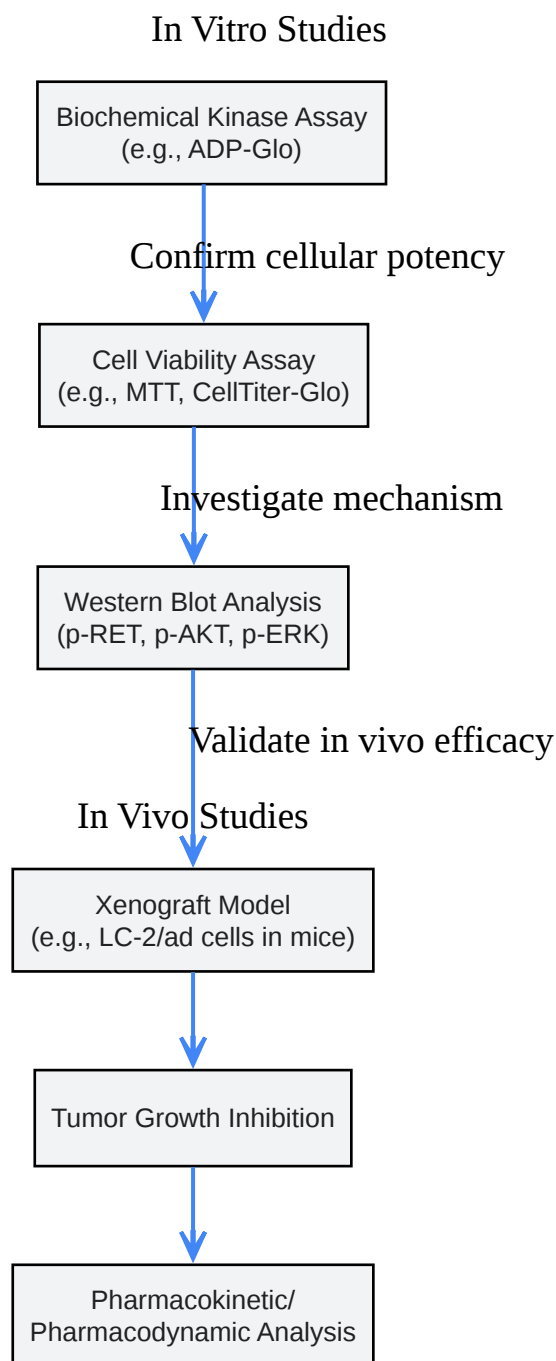 In Vitro Studies
Biochemical Kinase Assay
(e.g., ADP-Glo)
Confirm cellular potency
Cell Viability Assay
(e.g., MTT, CellTiter-Glo)
Investigate mechanism
Western Blot Analysis
(p-RET, p-AKT, p-ERK)
Validate in vivo efficacy
In Vivo Studies
Xenograft Model
(e.g., LC-2/ad cells in mice)
Tumor Growth Inhibition
Pharmacokinetic/
Pharmacodynamic Analysis